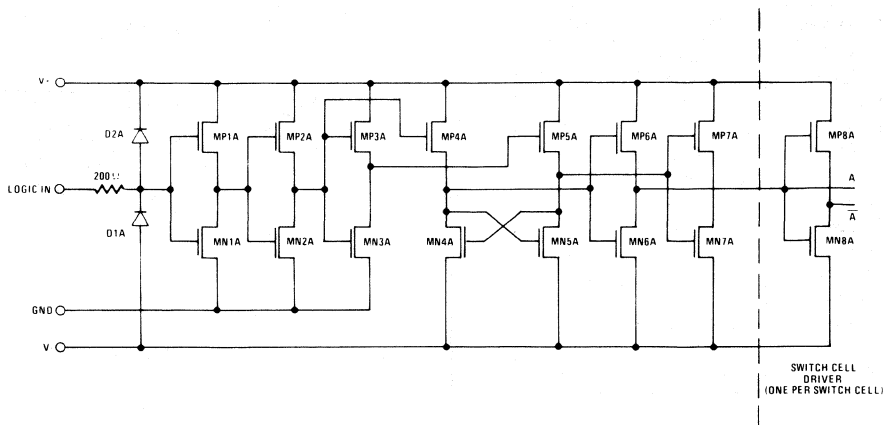 V+
D2A
MP1A
MP2A
MP3A
MP4A
MP5A
MP6A
MP7A
MP8A
200Ω
LOGIC IN
A
A̅
D1A
MN1A
MN2A
MN3A
MN4A
MN5A
MN6A
MN7A
MN8A
GND
V
SWITCH CELL
DRIVER
(ONE PER SWITCH CELL)